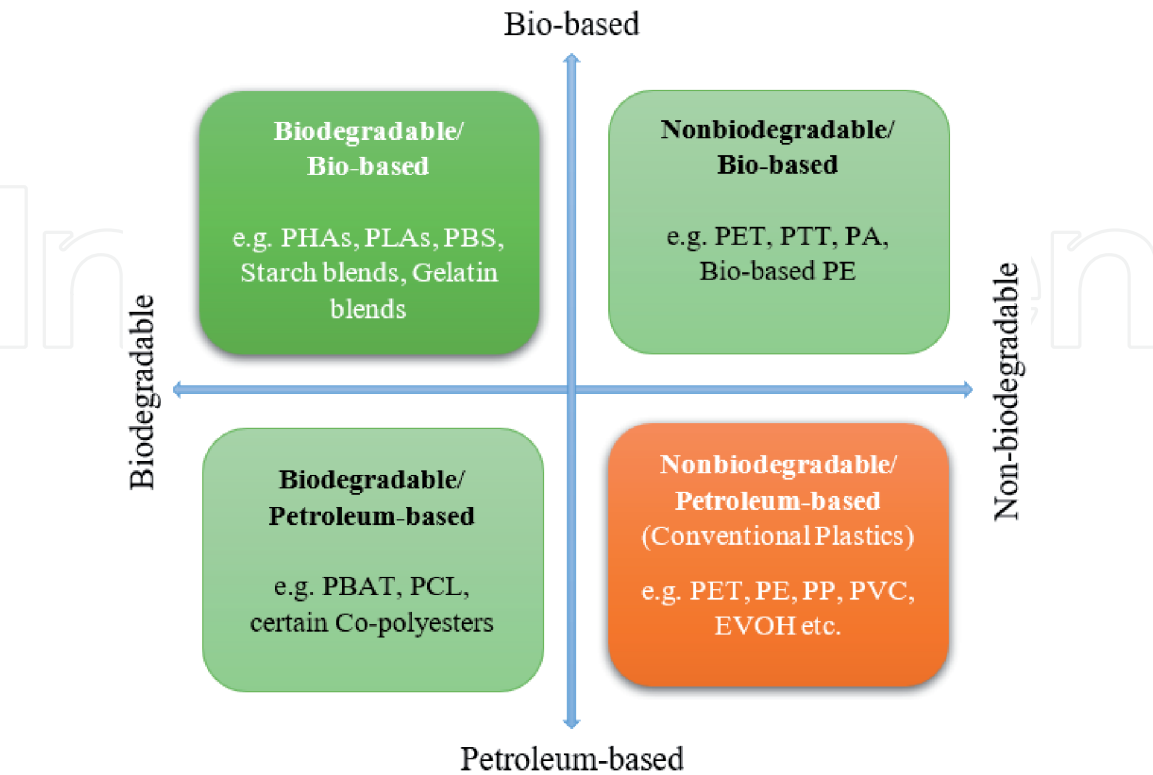 Bio-based
Biodegradable/
Bio-based
e.g. PHAs, PLAs, PBS,
Starch blends, Gelatin
blends
Nonbiodegradable/
Bio-based
e.g. PET, PTT, PA,
Bio-based PE
Biodegradable
Non-biodegradable
Biodegradable/
Petroleum-based
e.g. PBAT, PCL,
certain Co-polyesters
Nonbiodegradable/
Petroleum-based
(Conventional Plastics)
e.g. PET, PE, PP, PVC,
EVOH etc.
Petroleum-based